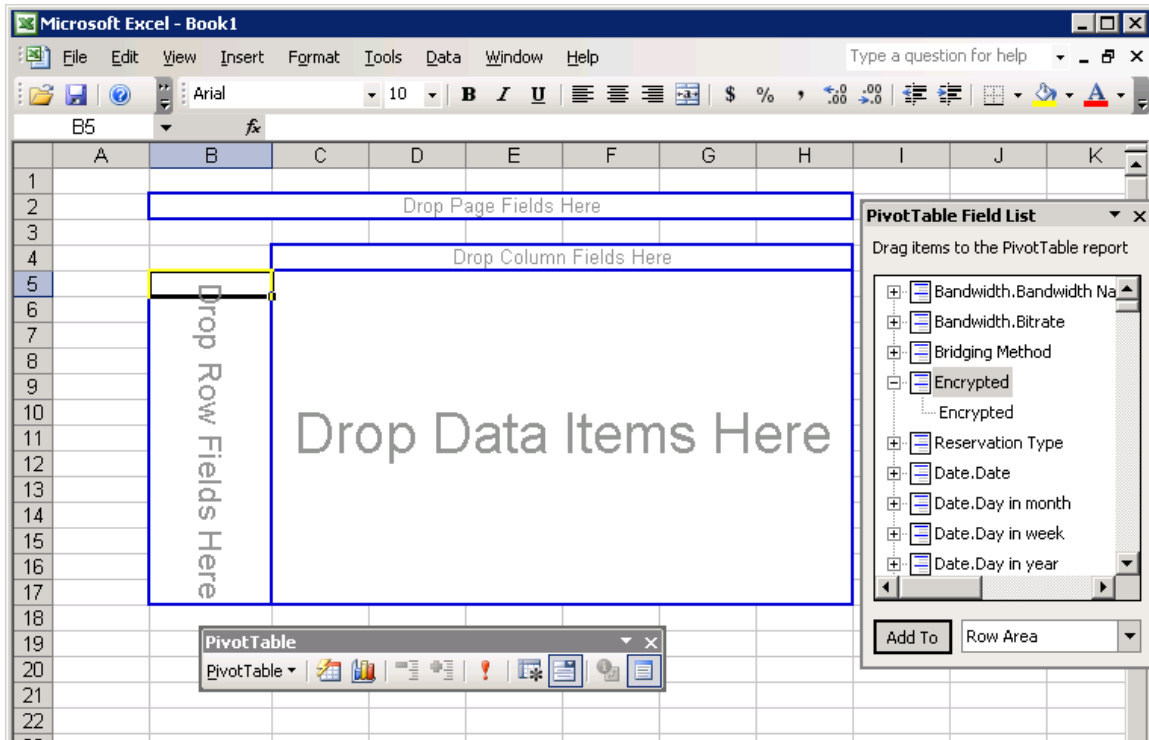 Microsoft Excel - Book1
File Edit View Insert Format Tools Data Window Help Type a question for help
Arial 10 B I U $ % ,
B5 fx
A B C D E F G H I J K
1
2 Drop Page Fields Here
3
4 Drop Column Fields Here
5
6
7
8
9
10
11
12
13
14
15
16
17
18
19
20
21
22
Drop Row Fields Here
Drop Data Items Here
PivotTable Field List
Drag items to the PivotTable report
Bandwidth.Bandwidth Na
Bandwidth.Bitrate
Bridging Method
Encrypted
Encrypted
Reservation Type
Date.Date
Date.Day in month
Date.Day in week
Date.Day in year
Add To Row Area
PivotTable
PivotTable